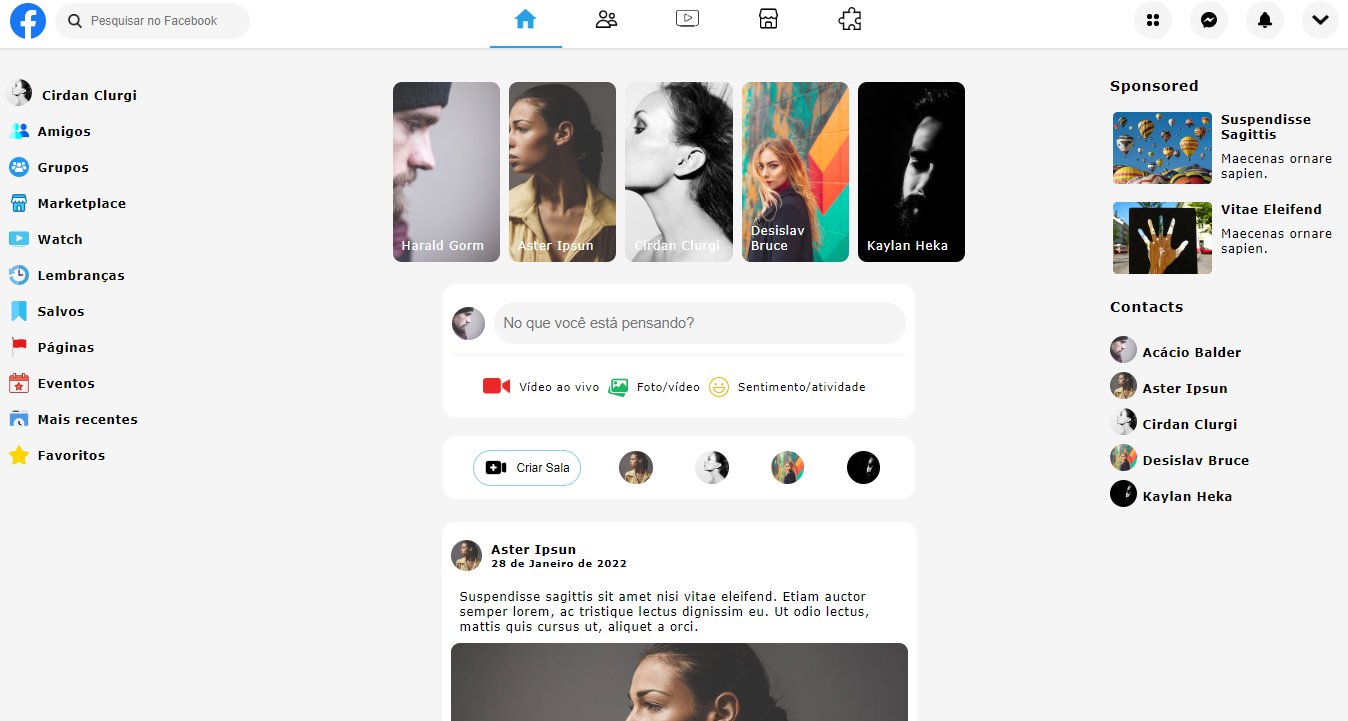 Pesquisar no Facebook
Cirdan Clurgi
Amigos
Grupos
Marketplace
Watch
Lembranças
Salvos
Páginas
Eventos
Mais recentes
Favoritos
Harald Gorm
Aster Ipsun
Cirdan Clurgi
Desislav
Bruce
Kaylan Heka
No que você está pensando?
Vídeo ao vivo
Foto/vídeo
Sentimento/atividade
Criar Sala
Aster Ipsun
28 de Janeiro de 2022
Suspendisse sagittis sit amet nisi vitae eleifend. Etiam auctor
semper lorem, ac tristique lectus dignissim eu. Ut odio lectus,
mattis quis cursus ut, aliquet a orci.
Sponsored
Suspendisse
Sagittis
Maecenas ornare
sapien.
Vitae Eleifend
Maecenas ornare
sapien.
Contacts
Acácio Balder
Aster Ipsun
Cirdan Clurgi
Desislav Bruce
Kaylan Heka